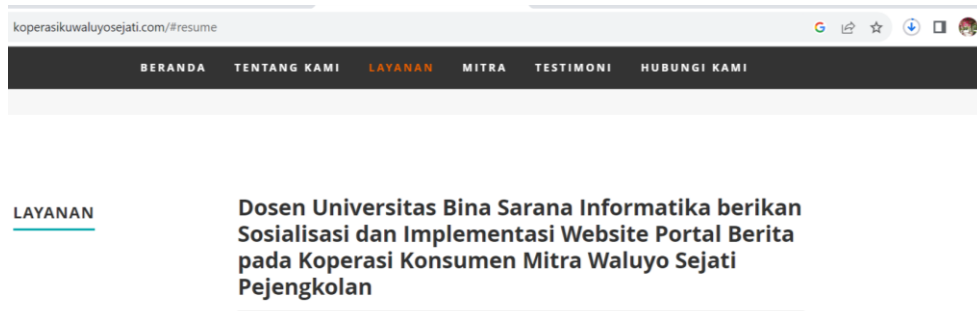 koperasikuwaluyosejati.com/#resume
BERANDA TENTANG KAMI LAYANAN MITRA TESTIMONI HUBUNGI KAMI
LAYANAN
Dosen Universitas Bina Sarana Informatika berikan
Sosialisasi dan Implementasi Website Portal Berita
pada Koperasi Konsumen Mitra Waluyo Sejati
Pejengkolan